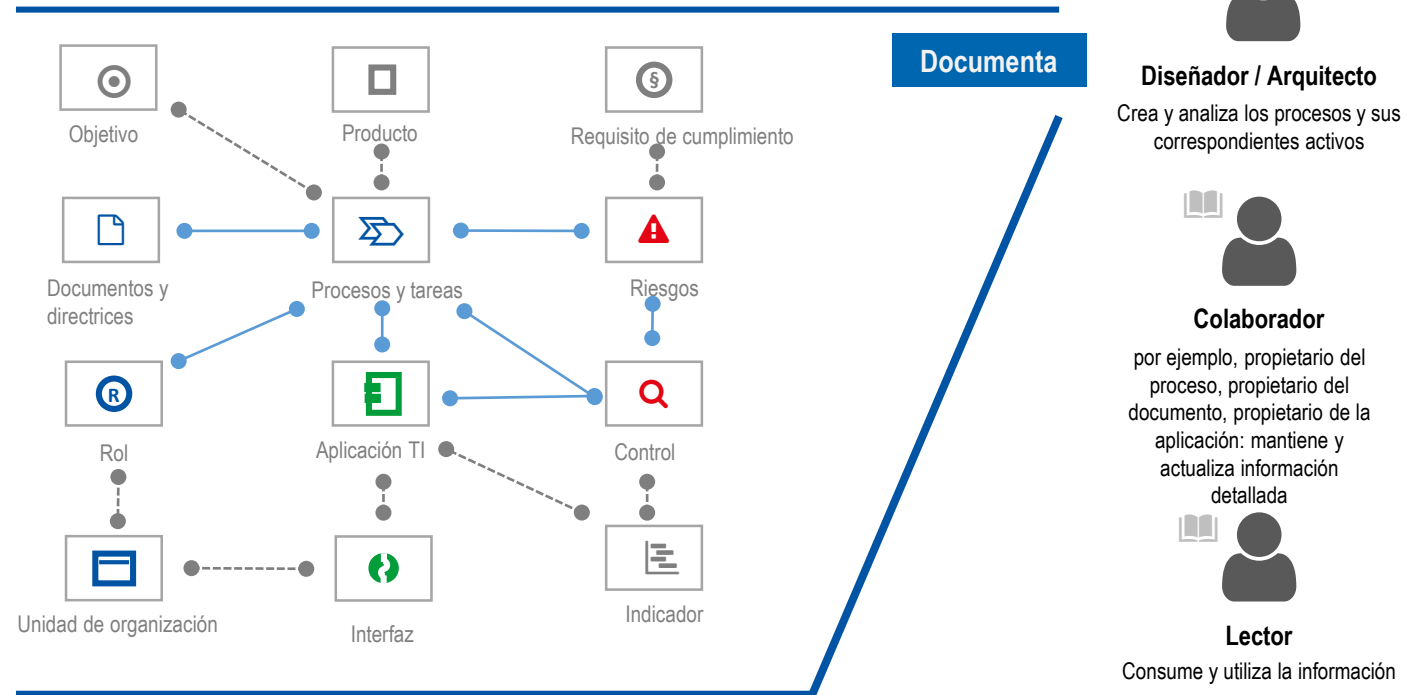 Documenta
Objetivo
Producto
Requisito de cumplimiento
§
Documentos y
directrices
Procesos y tareas
Riesgos
R
Rol
Aplicación TI
Control
Unidad de organización
Interfaz
Indicador
Diseñador / Arquitecto
Crea y analiza los procesos y sus
correspondientes activos
Colaborador
por ejemplo, propietario del
proceso, propietario del
documento, propietario de la
aplicación: mantiene y
actualiza información
detallada
Lector
Consume y utiliza la información